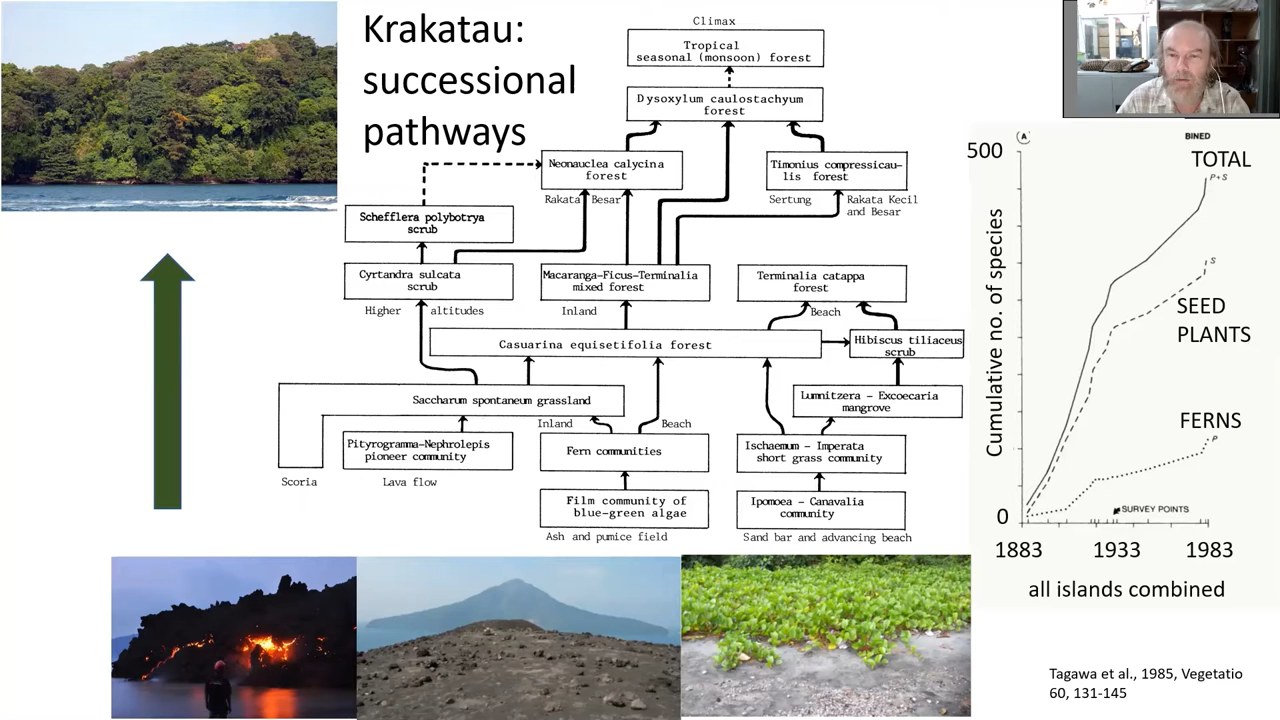 Krakatau:
successional
pathways
Climax
Tropical
seasonal (monsoon) forest
Dysoxylum caulostachyum
forest
Neonauclea calycina
forest
Timonius compressicau-
lis forest
Rakata Besar
Sertung
Rakata Kecil
and Besar
Schefflera polybotrya
scrub
Cyrtandra sulcata
scrub
Macaranga-Ficus-Terminalia
mixed forest
Terminalia catappa
forest
Higher altitudes
Inland
Beach
Casuarina equisetifolia forest
Hibiscus tiliaceus
scrub
Saccharum spontaneum grassland
Lumnitzera - Excoecaria
mangrove
Inland
Beach
Pityrogramma-Nephrolepis
pioneer community
Fern communities
Ischaemum - Imperata
short grass community
Scoria
Lava flow
Film community of
blue-green algae
Ipomoea - Canavalia
community
Ash and pumice field
Sand bar and advancing beach
A
BINED
500
TOTAL
P+S
S
SEED
PLANTS
FERNS
P
Cumulative no. of species
0
SURVEY POINTS
1883 1933 1983
all islands combined
Tagawa et al., 1985, Vegetatio
60, 131-145